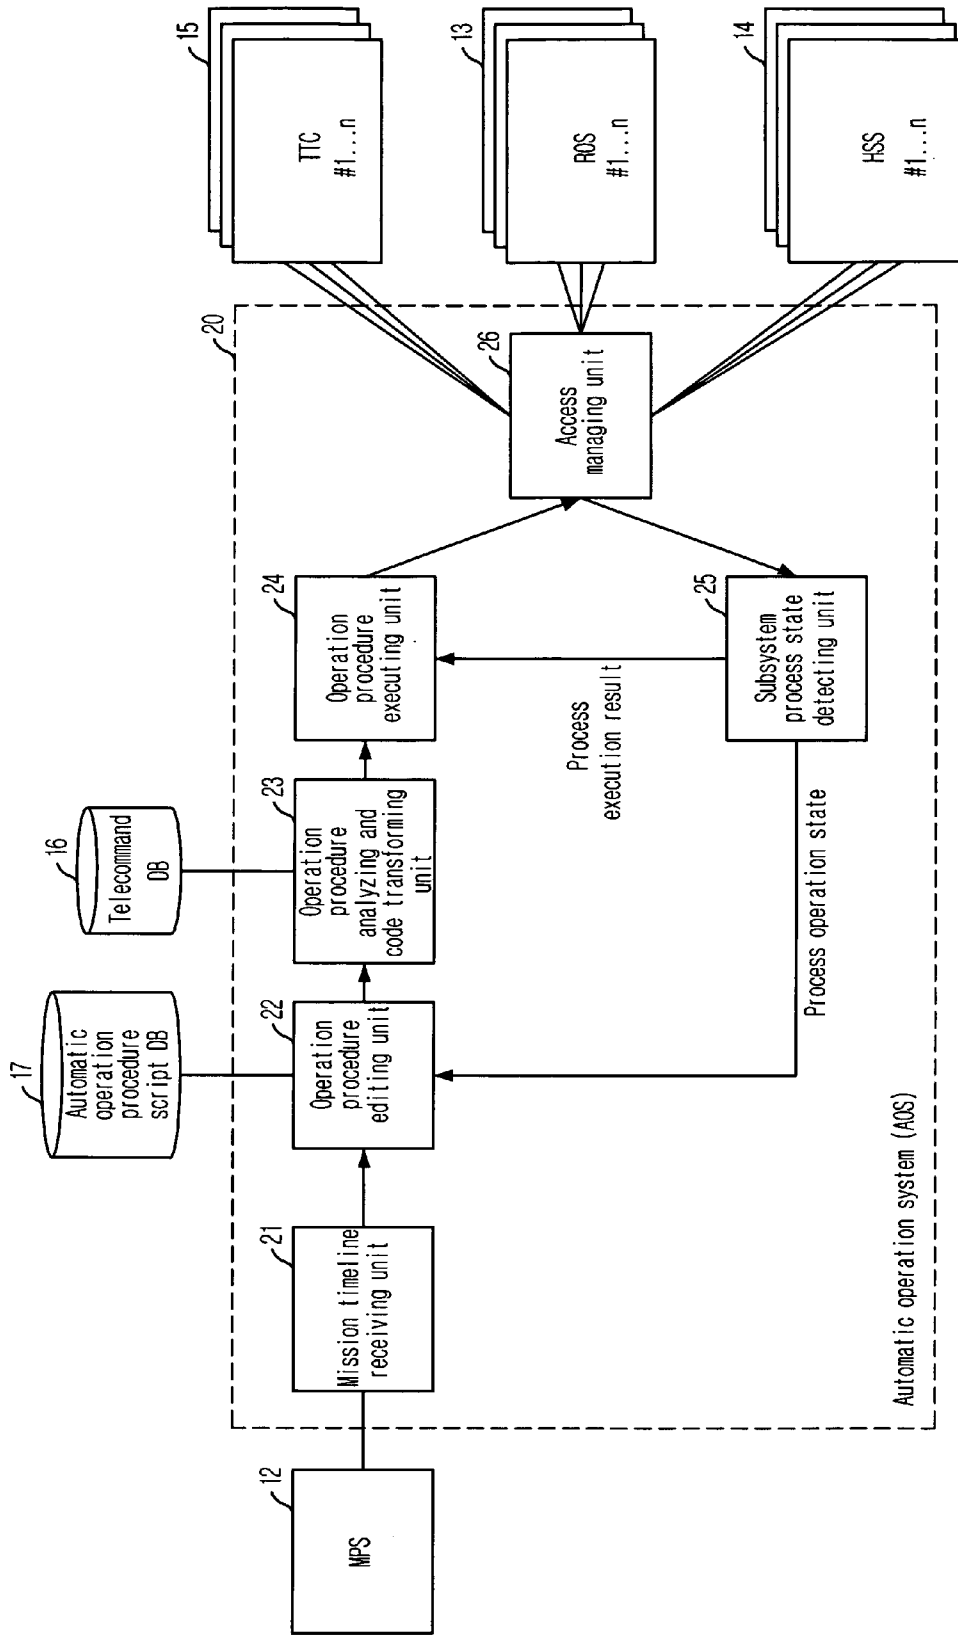 17
Automatic
operation
procedure
script DB
16
Telecommand
DB
15
TTC
#1...n
20
12
MPS
21
Mission timeline
receiving unit
22
Operation
procedure
editing unit
23
Operation
procedure
analyzing and
code transforming
unit
24
Operation
procedure
executing unit
26
Access
managing unit
13
ROS
#1...n
Process
execution result
25
Subsystem
process state
detecting unit
14
HSS
#1...n
Process operation state
Automatic operation system (AOS)